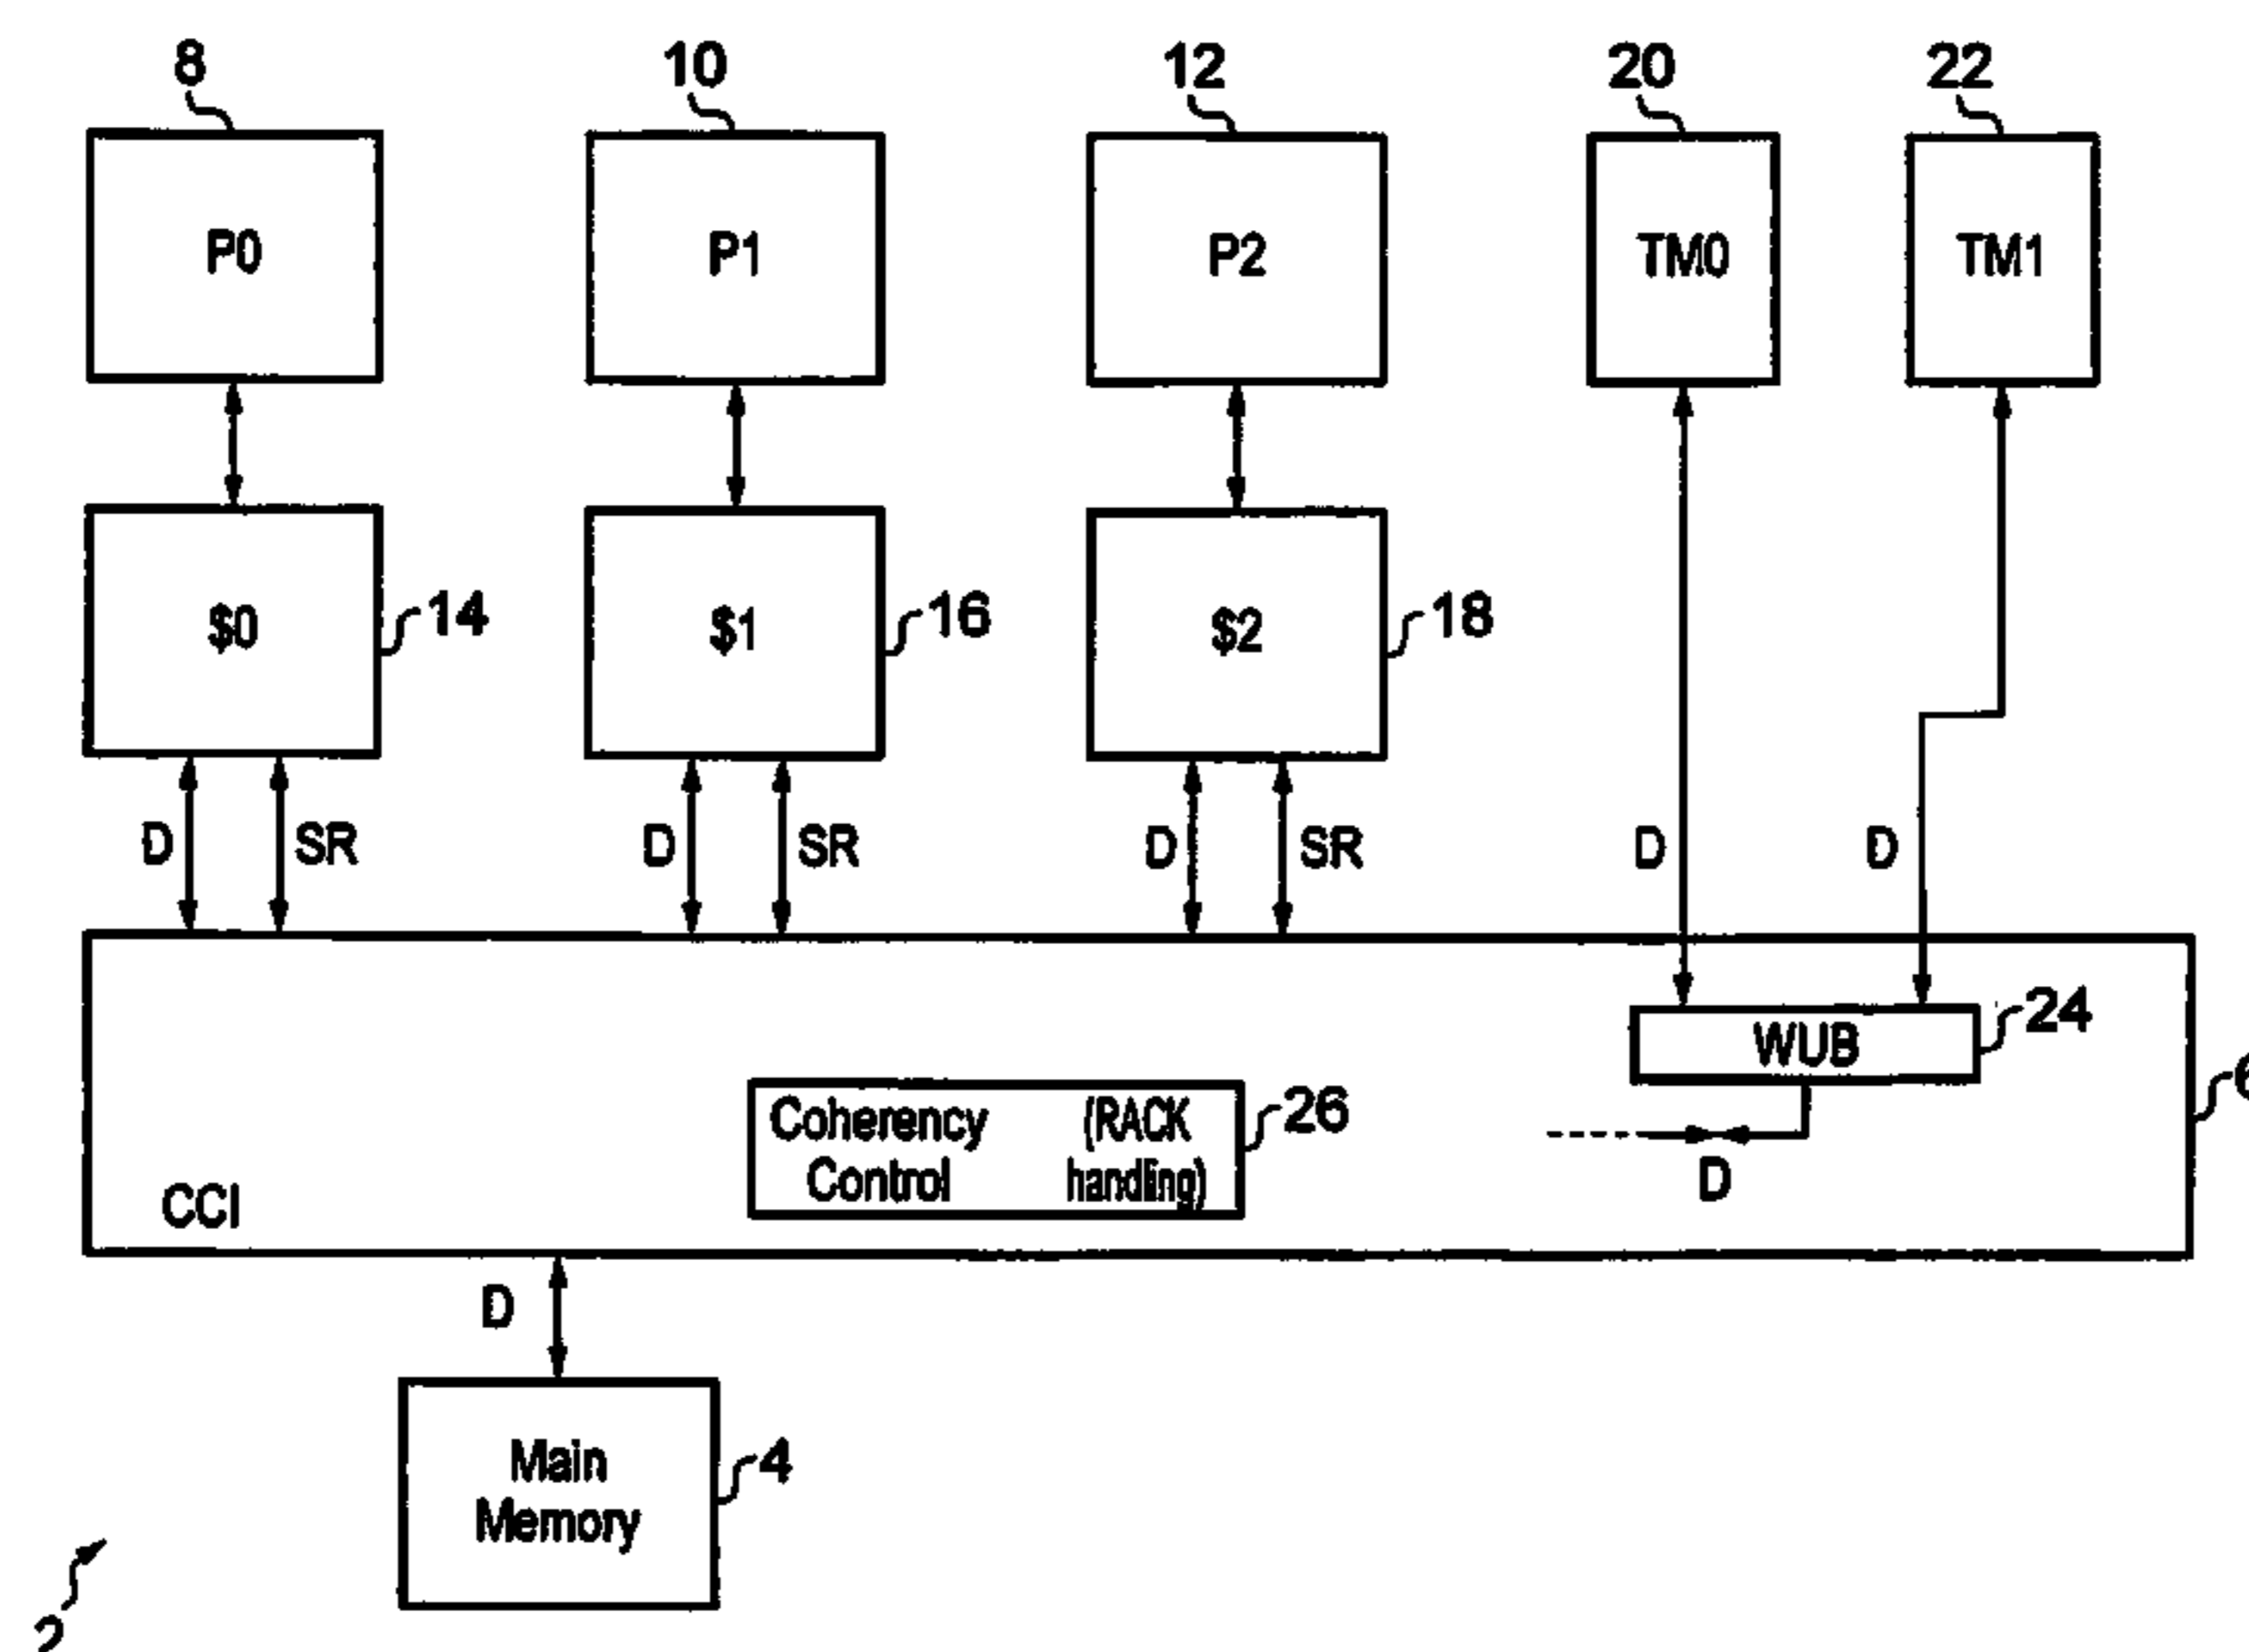 8
10
12
20
22
P0
P1
P2
TM0
TM1
$0
14
$1
16
$2
18
D
SR
D
SR
D
SR
D
D
WUB
24
Coherency Control
(RACK handling)
26
6
D
CCI
D
Main
Memory
4
2